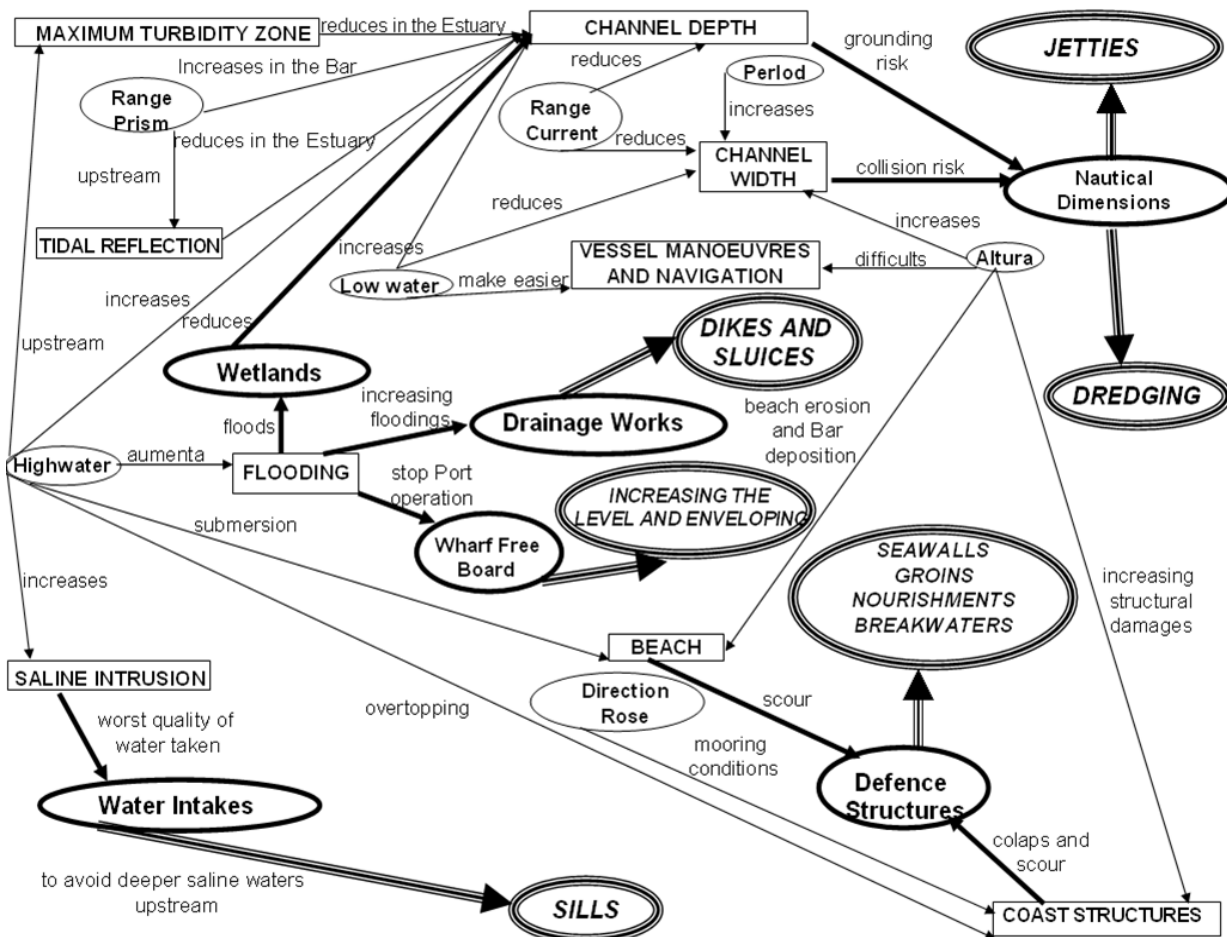 MAXIMUM TURBIDITY ZONE
reduces in the Estuary
CHANNEL DEPTH
grounding
risk
JETTIES
Increases in the Bar
reduces
Period
Range
Prism
Range
Current
increases
reduces in the Estuary
reduces
CHANNEL
WIDTH
collision risk
Nautical
Dimensions
upstream
reduces
increases
TIDAL REFLECTION
increases
VESSEL MANOEUVRES
AND NAVIGATION
difficults
Altura
Low water
make easier
increases
reduces
upstream
DIKES AND
SLUICES
Wetlands
DREDGING
increasing
floodings
beach erosion
and Bar
deposition
floods
Drainage Works
Highwater
aumenta
FLOODING
stop Port
operation
INCREASING THE
LEVEL AND ENVELOPING
submersion
Wharf Free
Board
SEAWALLS
GROINS
NOURISHMENTS
BREAKWATERS
increases
increasing
structural
damages
BEACH
SALINE INTRUSION
Direction
Rose
scour
overtopping
worst quality of
water taken
mooring
conditions
Defence
Structures
Water Intakes
colaps and
scour
to avoid deeper saline waters
upstream
SILLS
COAST STRUCTURES